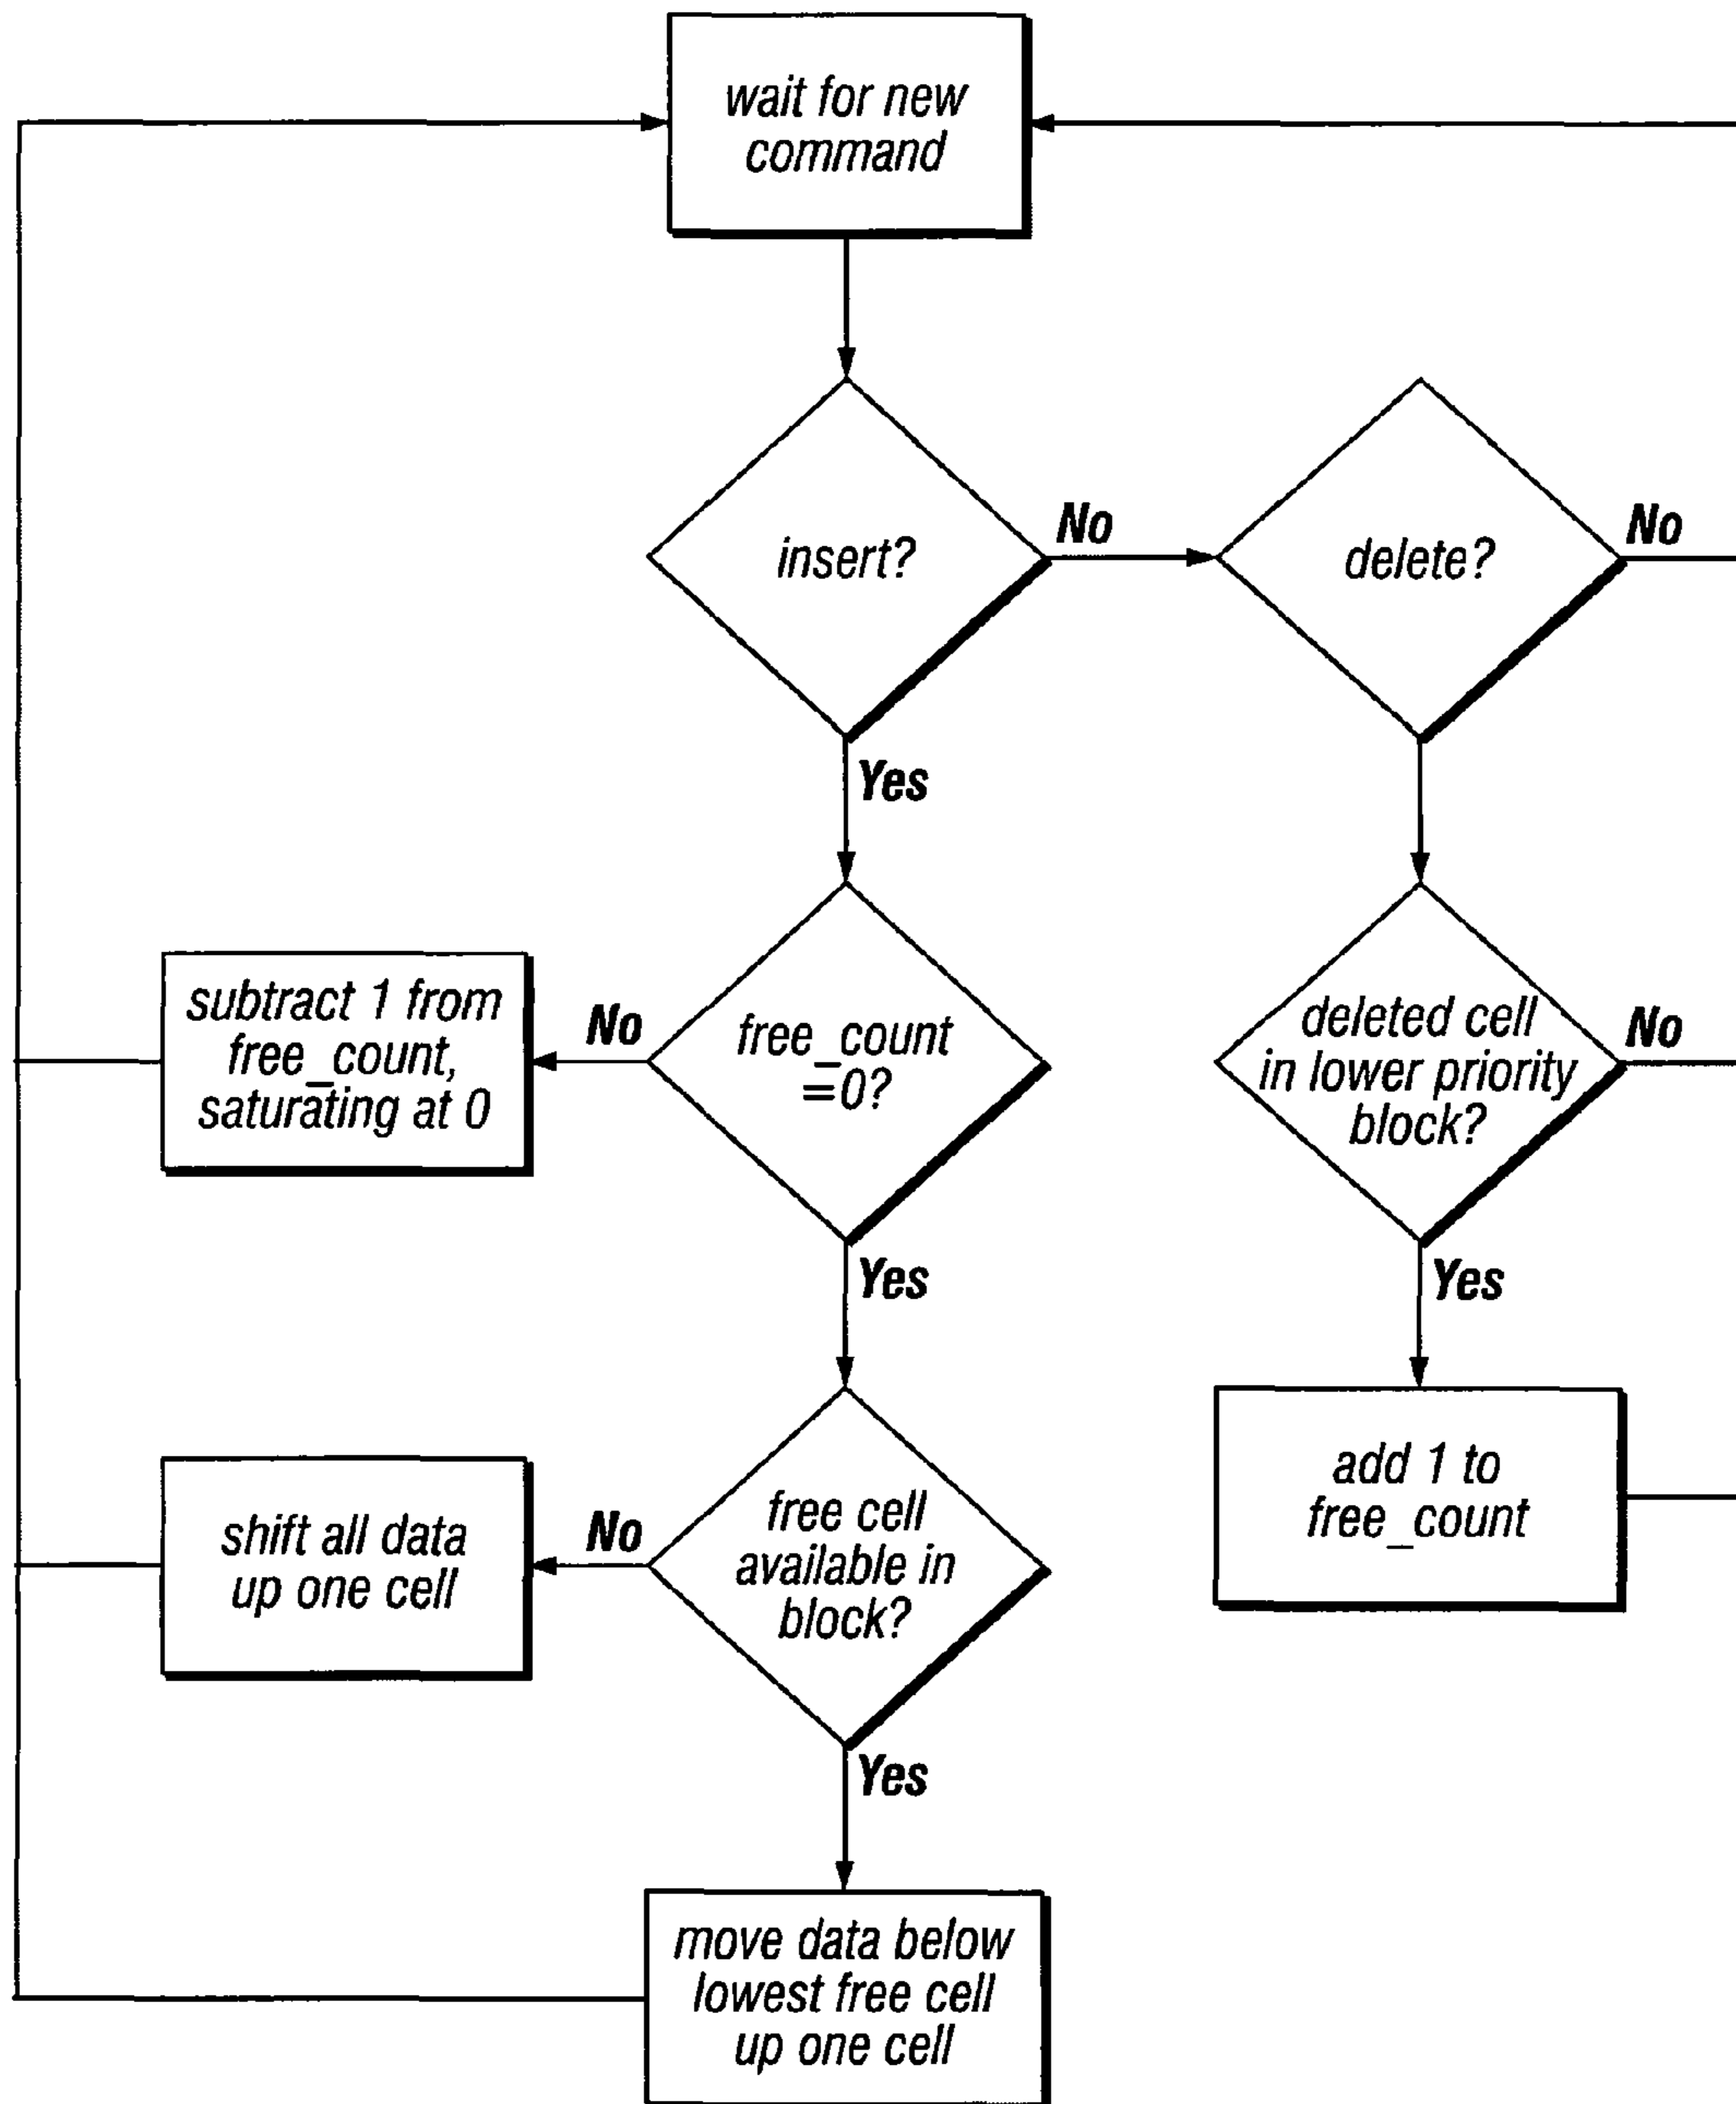 wait for new
command
insert?
No
delete?
No
Yes
subtract 1 from
free_count,
saturating at 0
No
free_count
=0?
deleted cell
in lower priority
block?
No
Yes
Yes
shift all data
up one cell
No
free cell
available in
block?
add 1 to
free_count
Yes
move data below
lowest free cell
up one cell